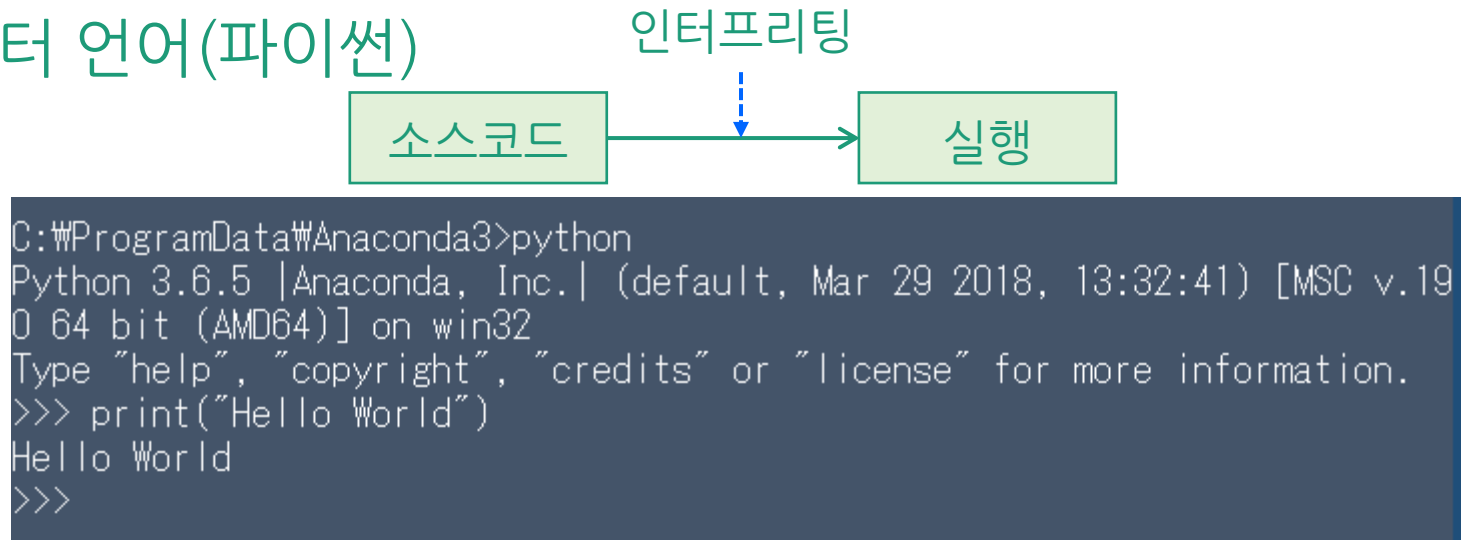 터 언어(파이썬)
인터프리팅
소스코드
실행
C:₩ProgramData₩Anaconda3>python
Python 3.6.5 |Anaconda, Inc.| (default, Mar 29 2018, 13:32:41) [MSC v.19
0 64 bit (AMD64)] on win32
Type "help", "copyright", "credits" or "license" for more information.
>>> print("Hello World")
Hello World
>>>